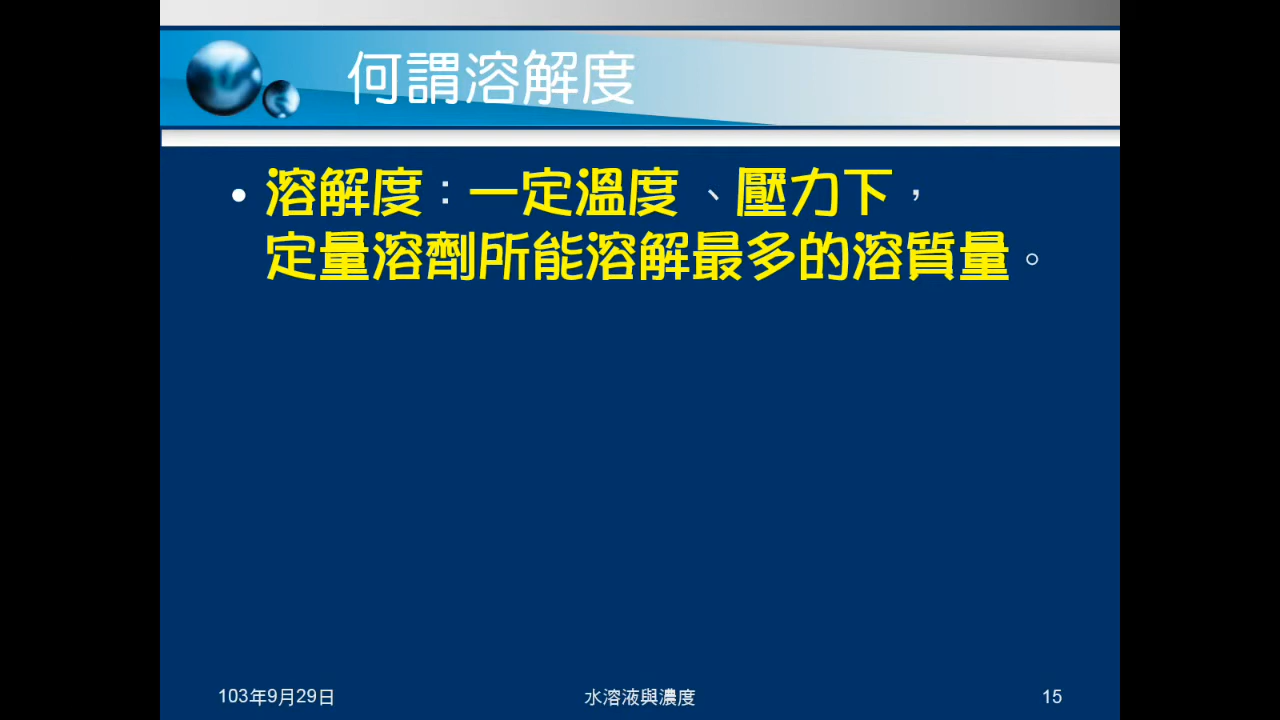 何謂溶解度
• 溶解度：一定溫度、壓力下，
定量溶劑所能溶解最多的溶質量。
103年9月29日
水溶液與濃度
15